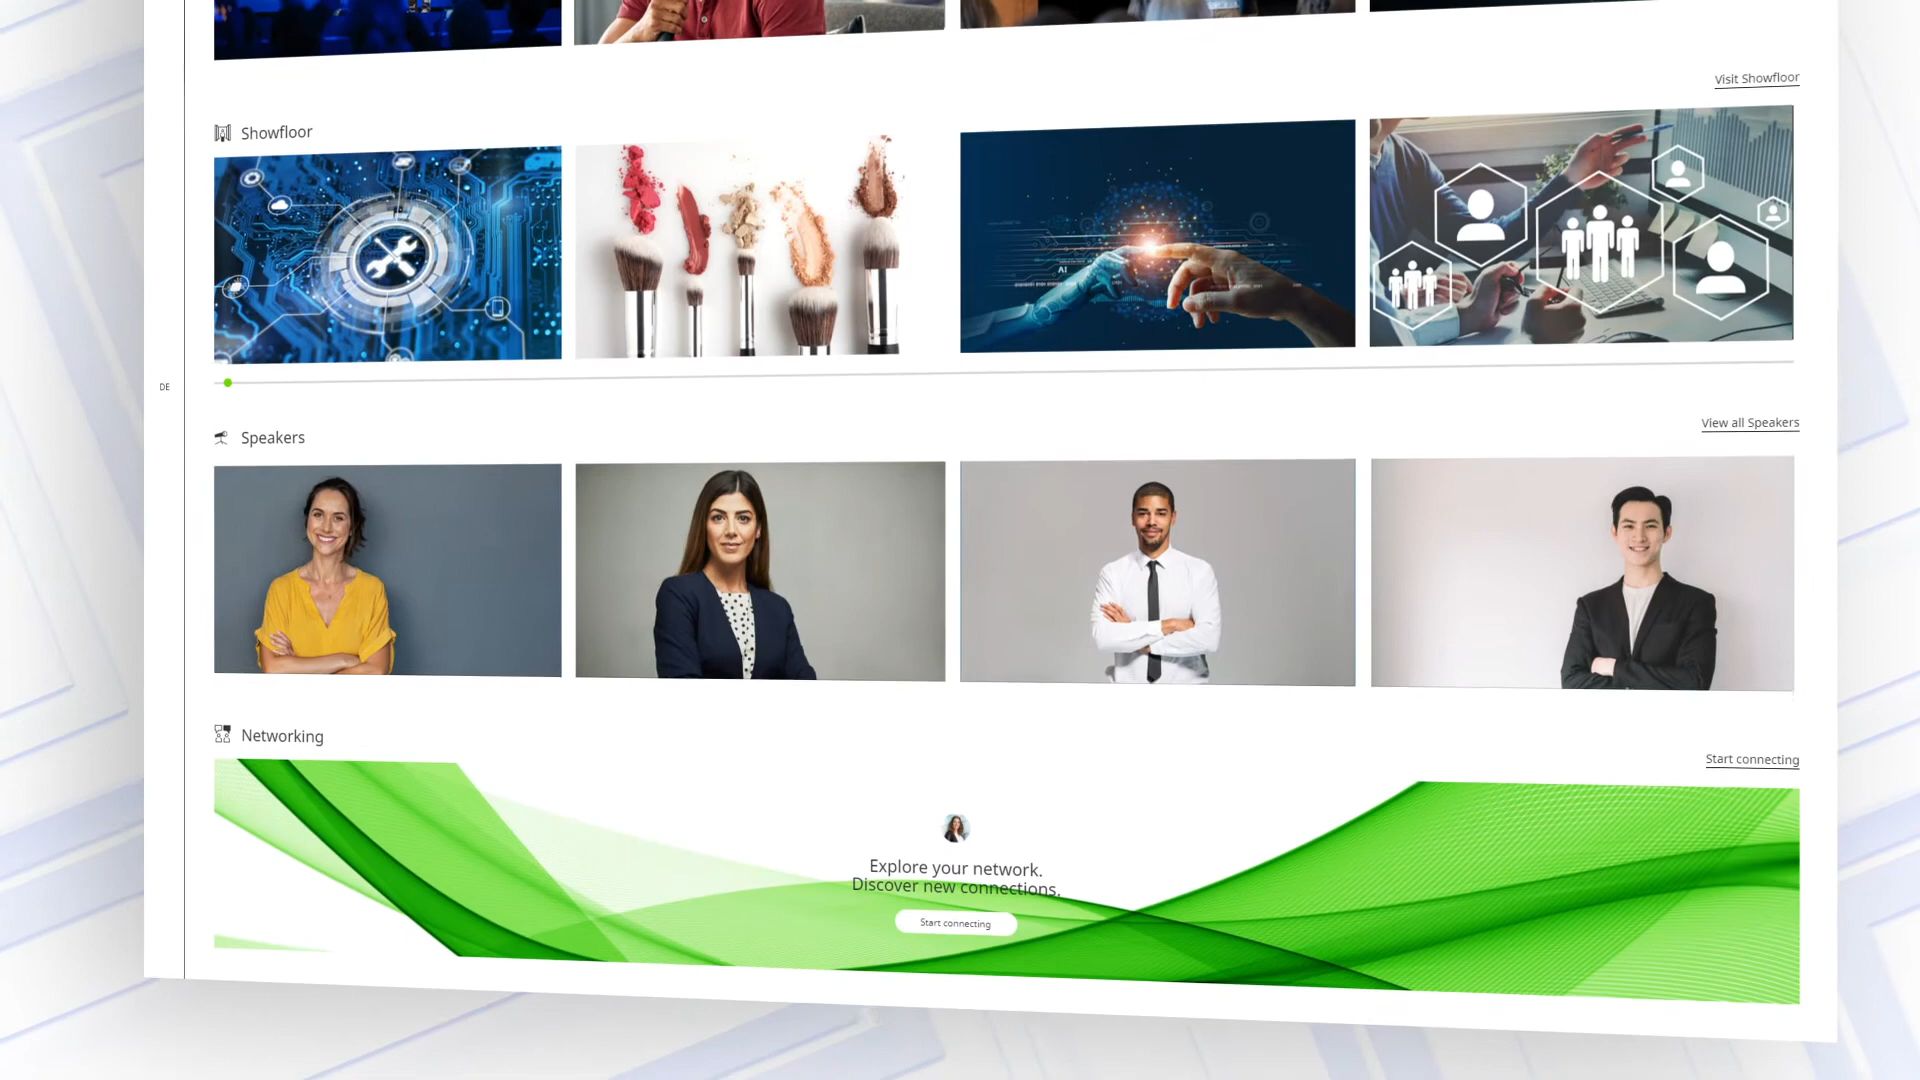 Visit Showfloor
Showfloor
AI
DE
Speakers
View all Speakers
Networking
Start connecting
Explore your network.
Discover new connections.
Start connecting